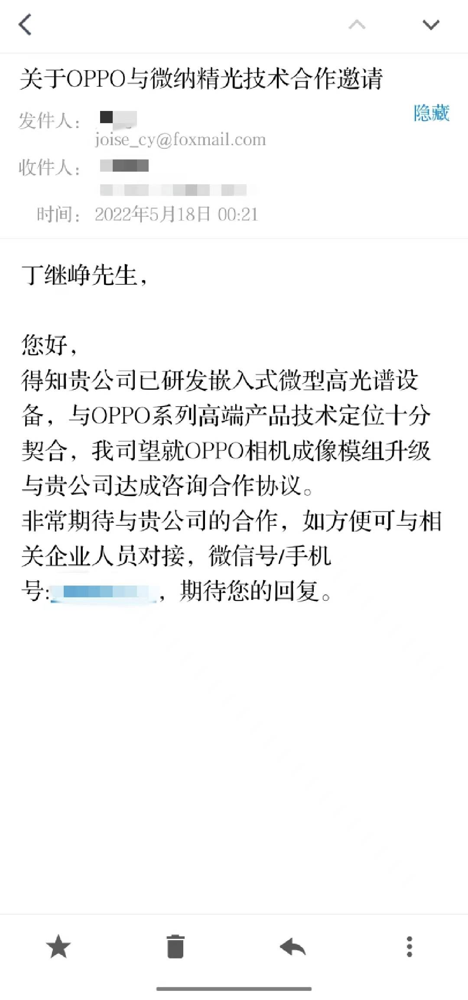 关于OPPO与微纳精光技术合作邀请
隐藏
发件人：
joise_cy@foxmail.com
收件人：
时间： 2022年5月18日 00:21
丁继峥先生，
您好，
得知贵公司已研发嵌入式微型高光谱设
备，与OPPO系列高端产品技术定位十分
契合，我司望就OPPO相机成像模组升级
与贵公司达成咨询合作协议。
非常期待与贵公司的合作，如方便可与相
关企业人员对接，微信号/手机
号:，期待您的回复。